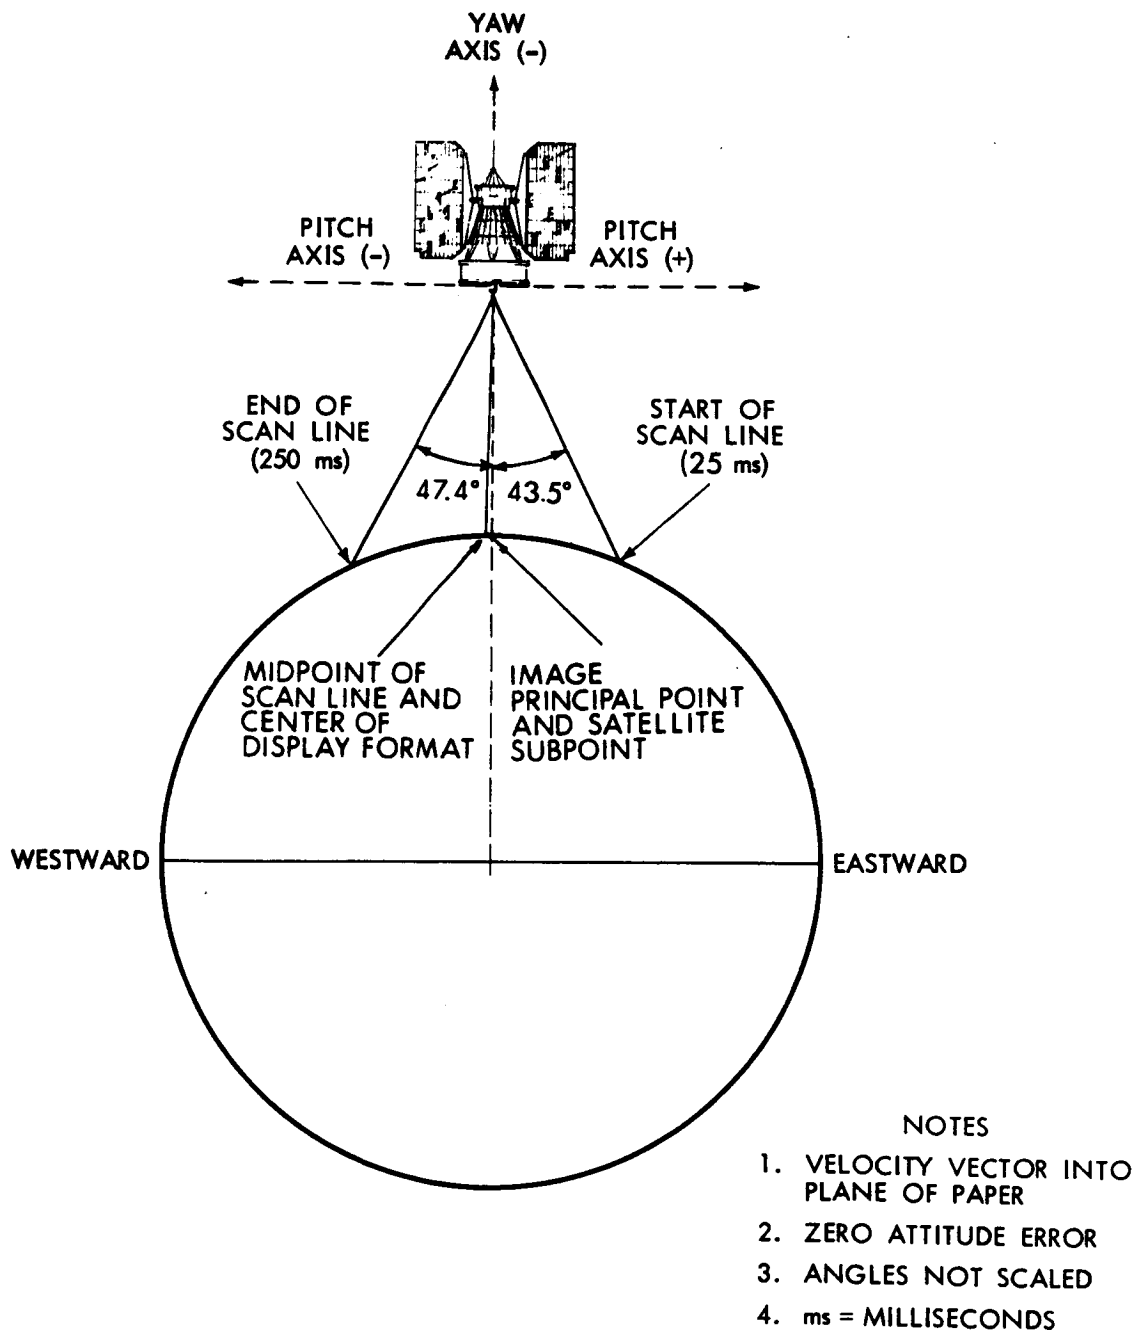 YAW
AXIS (-)
PITCH
AXIS (-)
PITCH
AXIS (+)
END OF
SCAN LINE
(250 ms)
START OF
SCAN LINE
(25 ms)
47.4°
43.5°
MIDPOINT OF
SCAN LINE AND
CENTER OF
DISPLAY FORMAT
IMAGE
PRINCIPAL POINT
AND SATELLITE
SUBPOINT
WESTWARD
EASTWARD
NOTES
1. VELOCITY VECTOR INTO
PLANE OF PAPER
2. ZERO ATTITUDE ERROR
3. ANGLES NOT SCALED
4. ms = MILLISECONDS